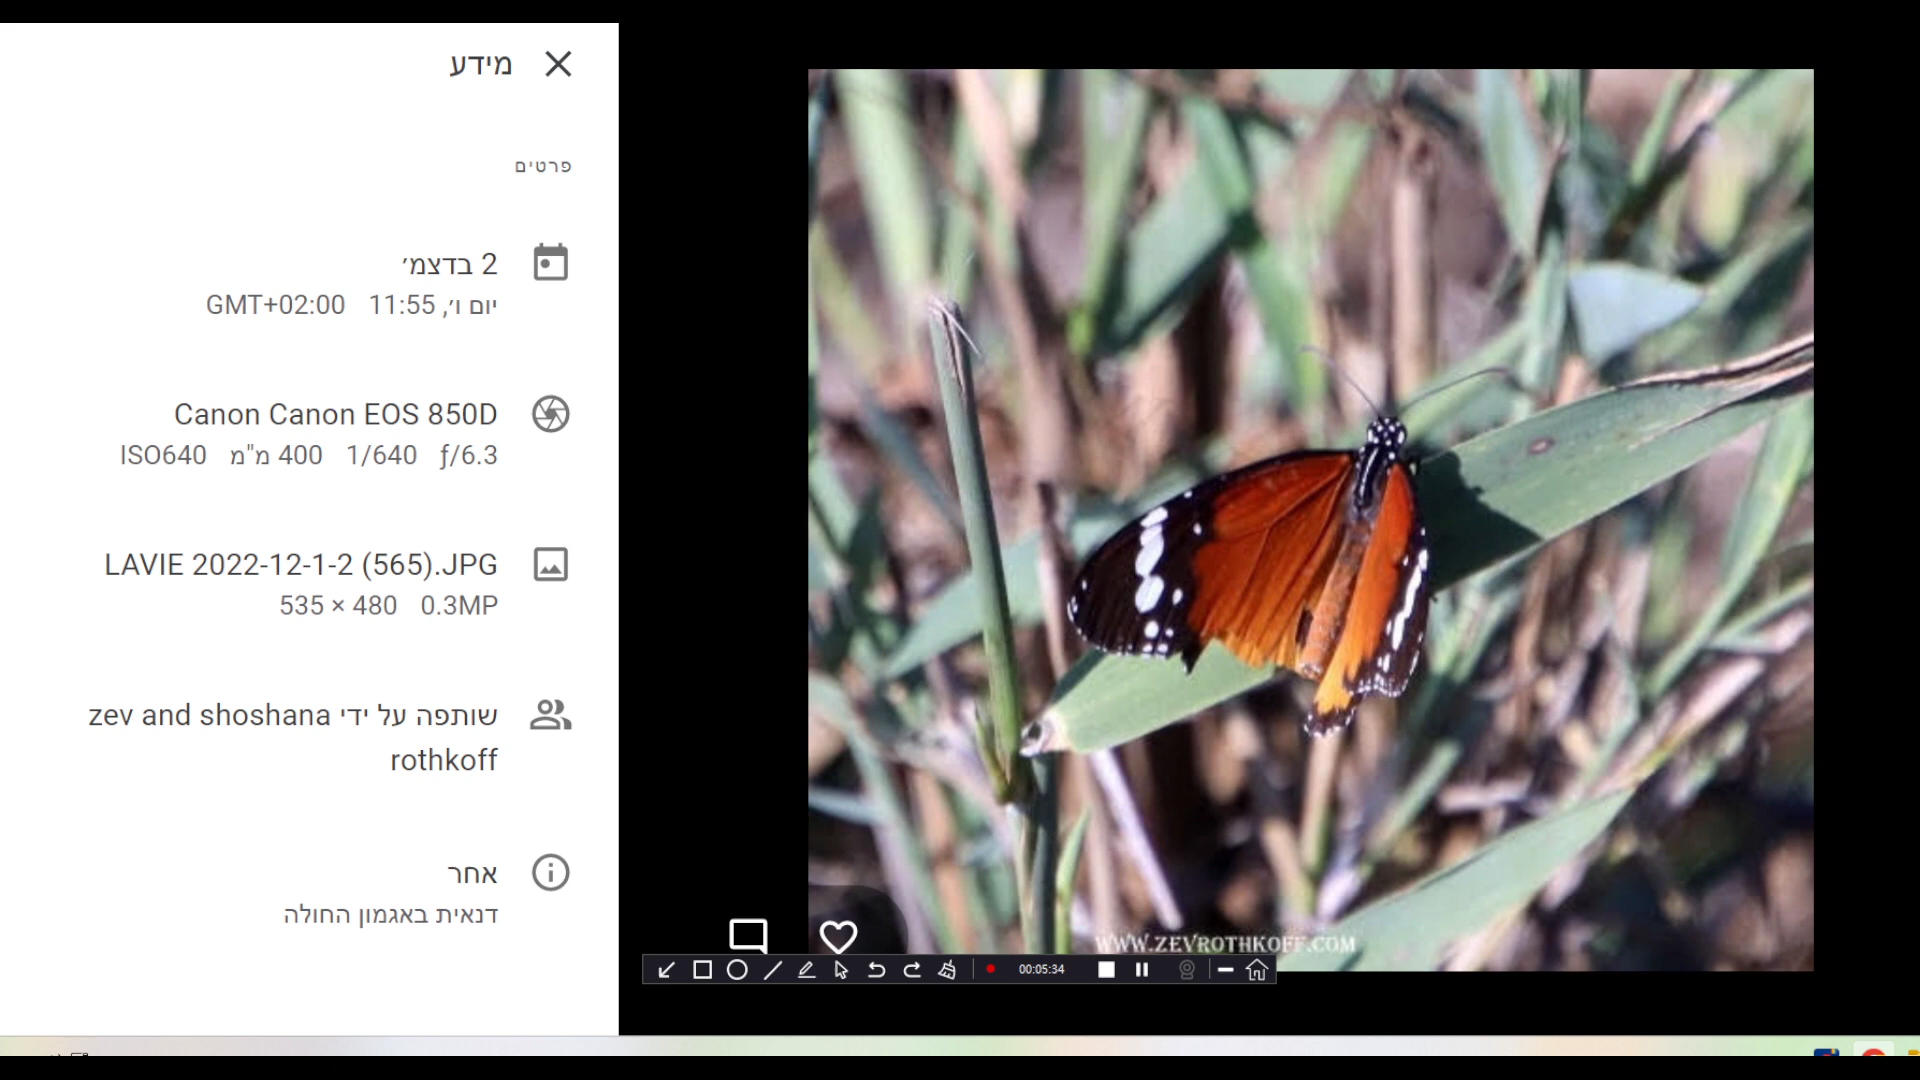 מידע
פרטים
2 בדצמ׳
יום ו׳, 11:55 GMT+02:00
Canon Canon EOS 850D
ƒ/6.3 1/640 400 מ"מ ISO640
LAVIE 2022-12-1-2 (565).JPG
535 × 480 0.3MP
שותפה על ידי zev and shoshana
rothkoff
אחר
דנאית באגמון החולה
WWW.ZEVROTHKOFF.COM
00:05:34